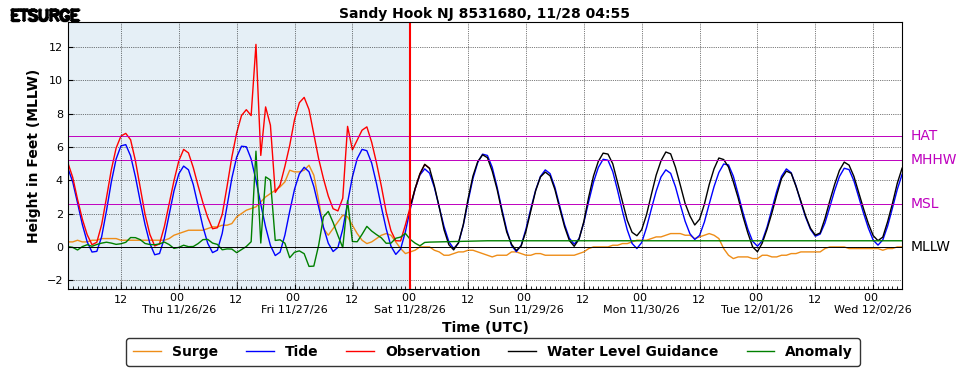 ETSURGE
Sandy Hook NJ 8531680, 11/28 04:55
Height in Feet (MLLW)
12
10
8
6
4
2
0
−2
HAT
MHHW
MSL
MLLW
12 00 12 00 12 00 12 00 12 00 12 00 12 00
Thu 11/26/26 Fri 11/27/26 Sat 11/28/26 Sun 11/29/26 Mon 11/30/26 Tue 12/01/26 Wed 12/02/26
Time (UTC)
Surge Tide Observation Water Level Guidance Anomaly